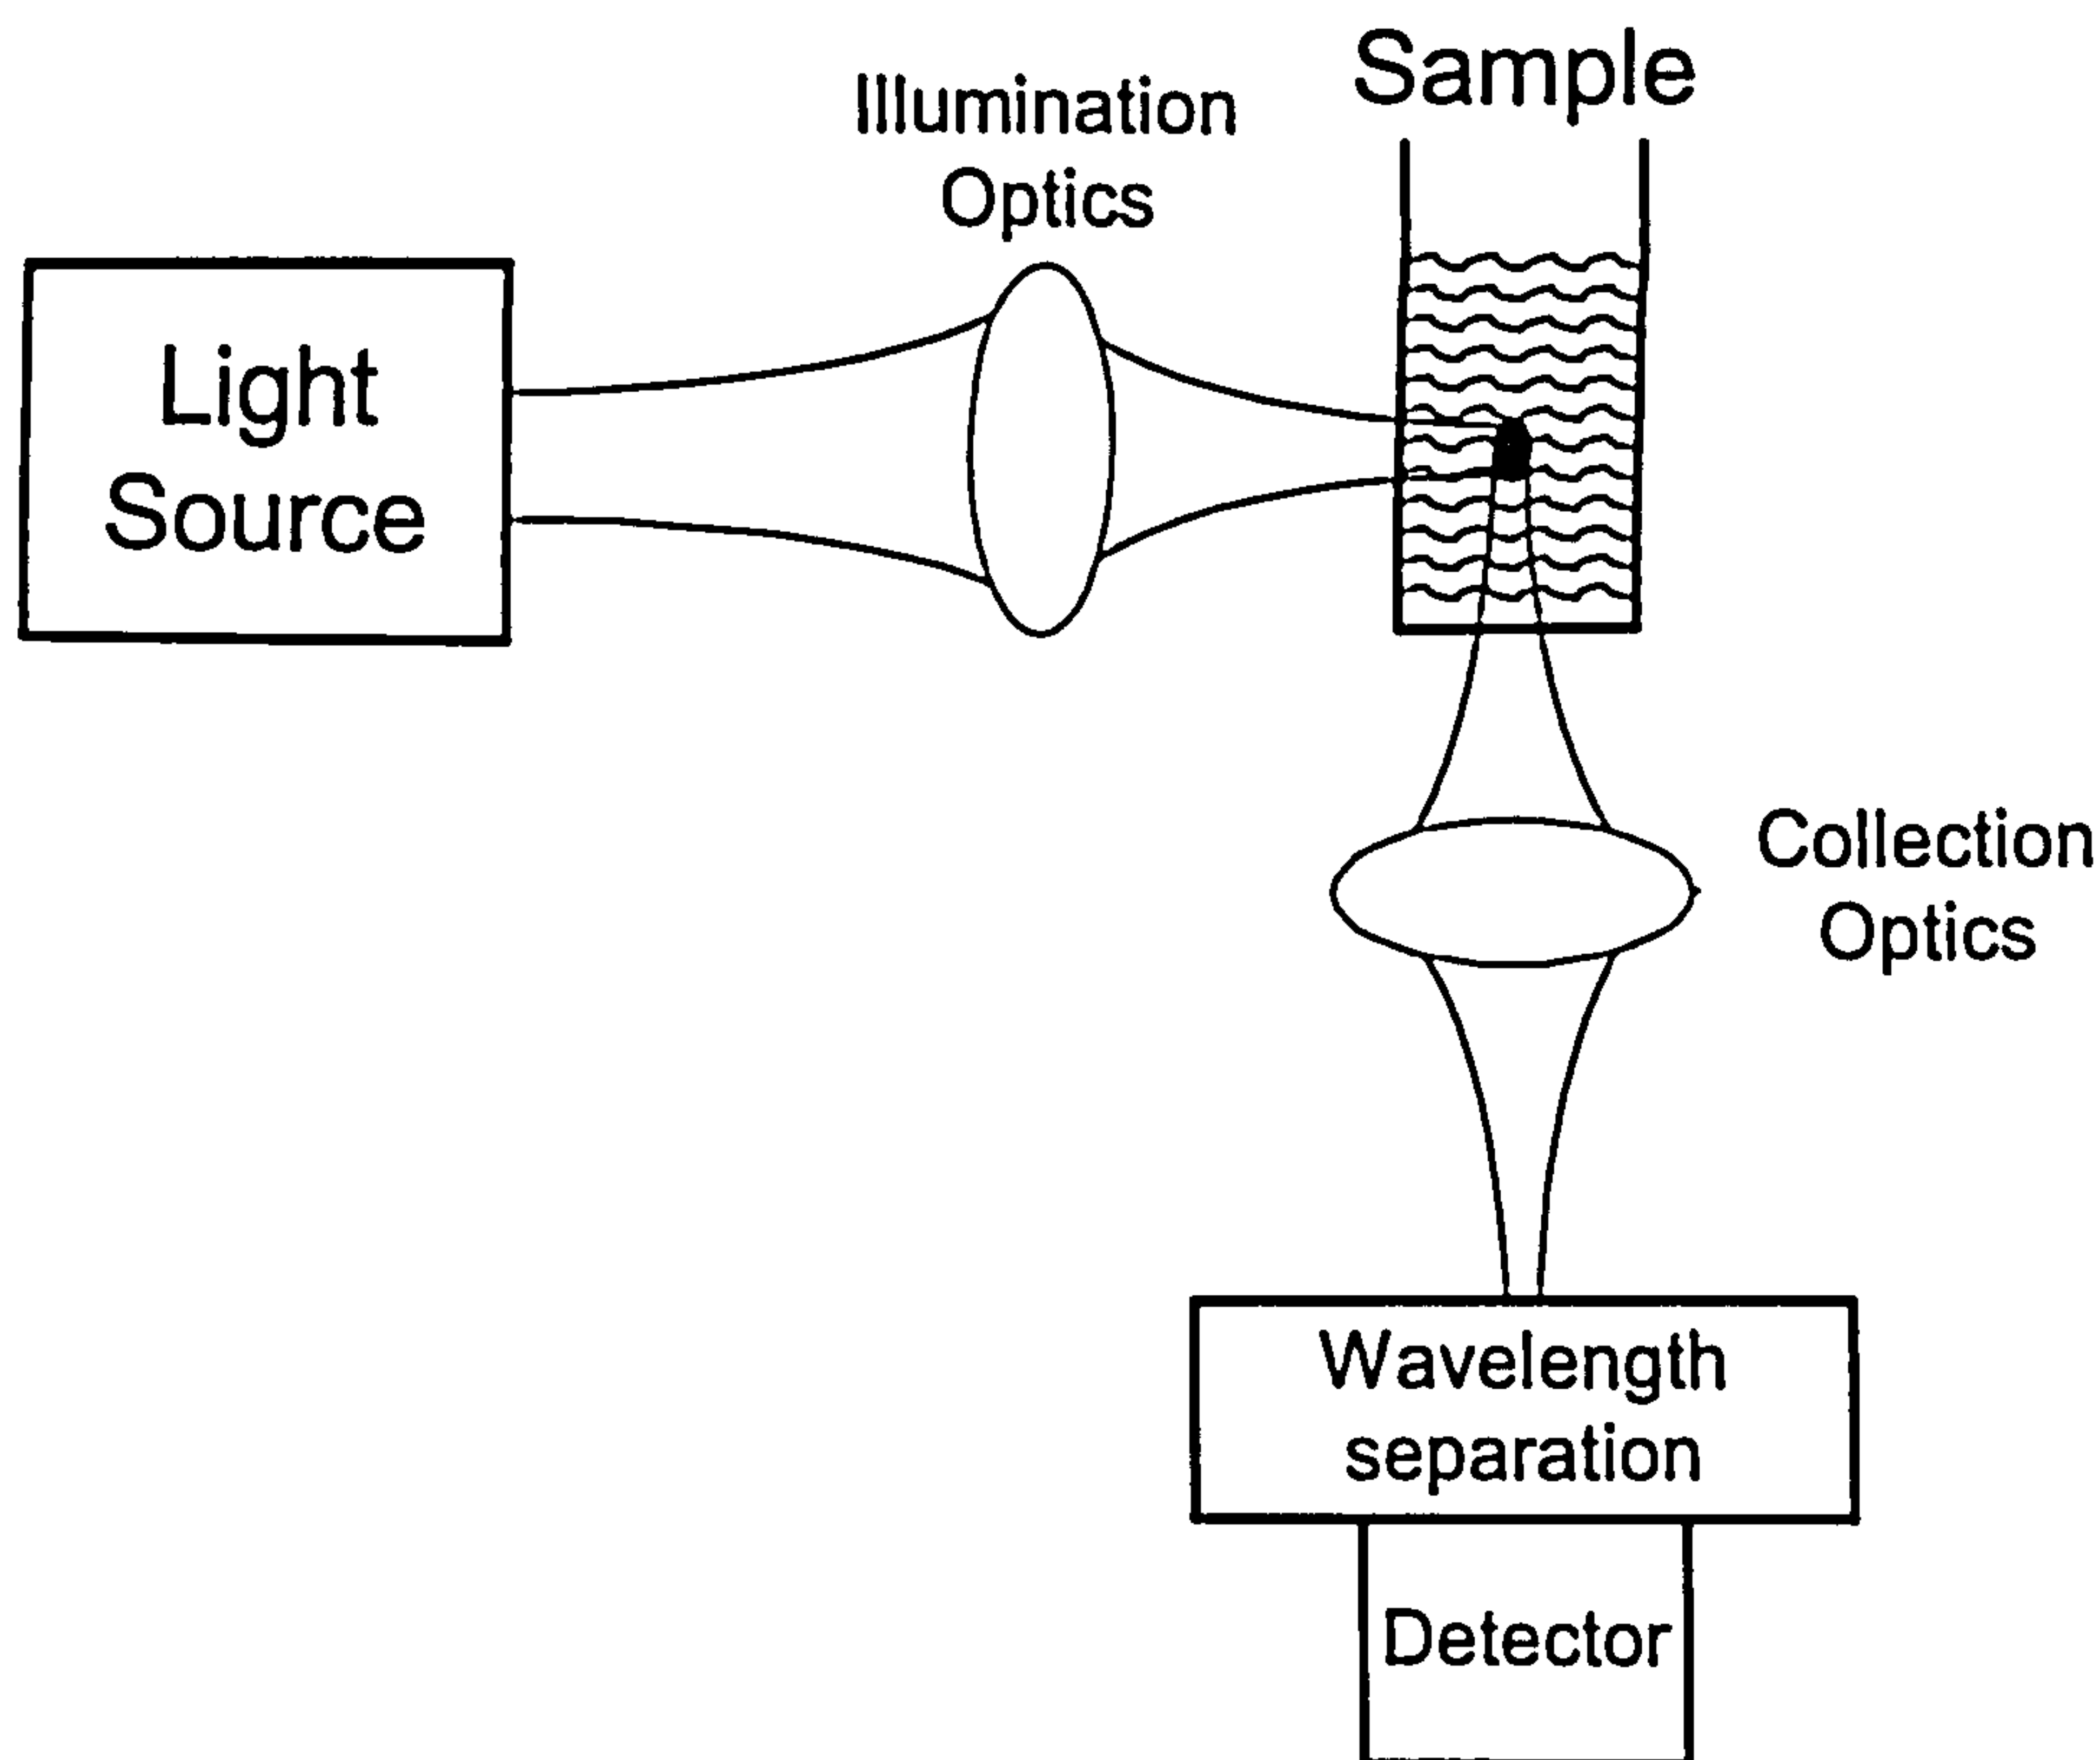 Sample
Illumination
Optics
Light
Source
Collection
Optics
Wavelength
separation
Detector